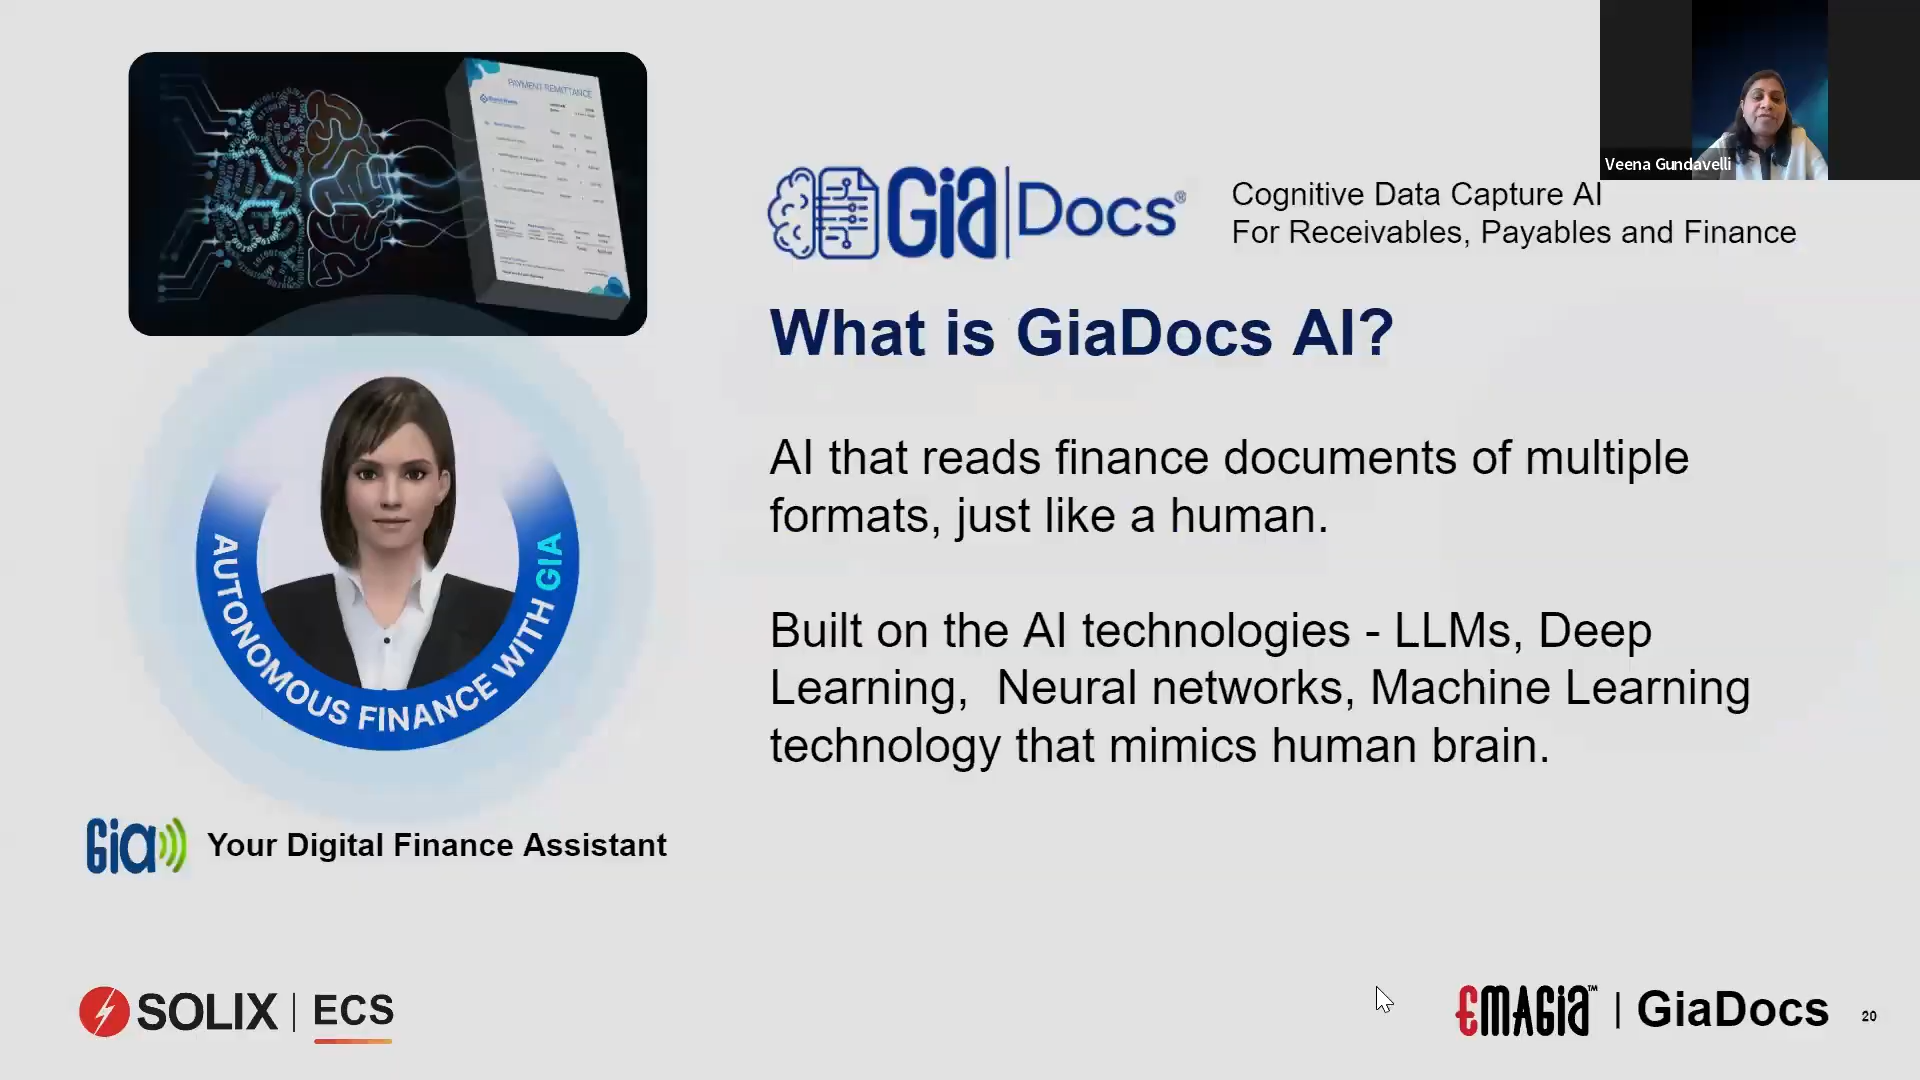 PAYMENT REMITTANCE
Veena Gundavelli
Gia|Docs®
Cognitive Data Capture AI
For Receivables, Payables and Finance
What is GiaDocs AI?
AI that reads finance documents of multiple
formats, just like a human.
Built on the AI technologies - LLMs, Deep
Learning,  Neural networks, Machine Learning
technology that mimics human brain.
AUTONOMOUS FINANCE WITH GIA
Gia Your Digital Finance Assistant
SOLIX | ECS
EMAGIA™ | GiaDocs
20